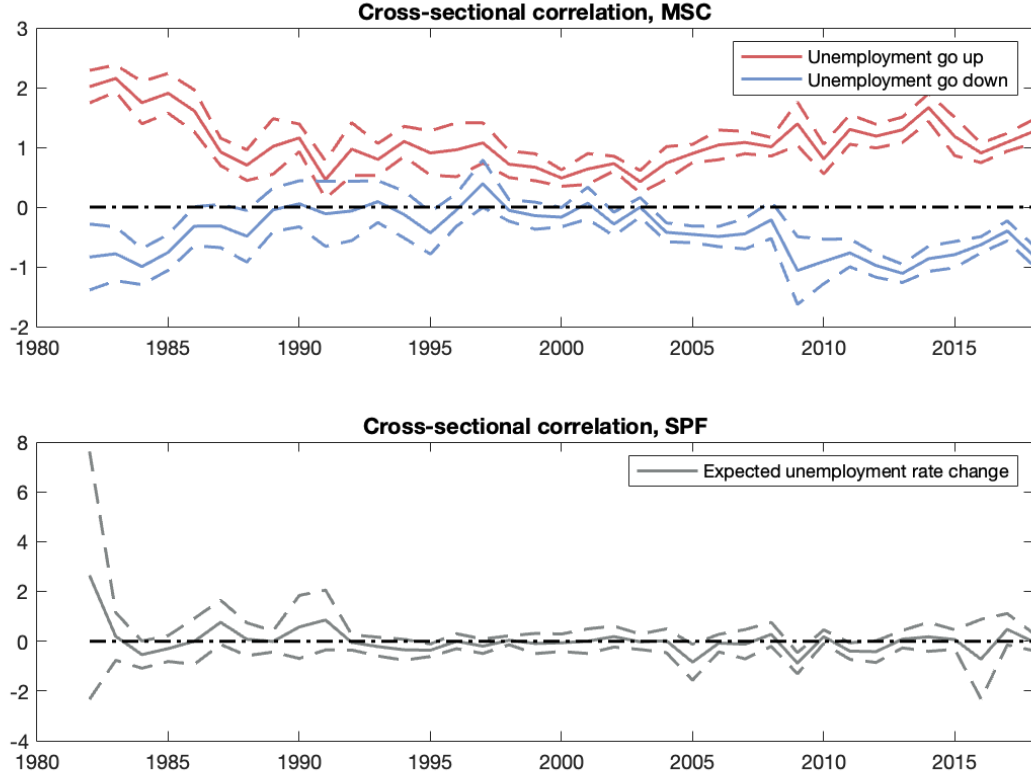 Cross-sectional correlation, MSC
3
2
1
0
-1
-2
Unemployment go up
Unemployment go down
1980 1985 1990 1995 2000 2005 2010 2015
Cross-sectional correlation, SPF
8
6
4
2
0
-2
-4
Expected unemployment rate change
1980 1985 1990 1995 2000 2005 2010 2015